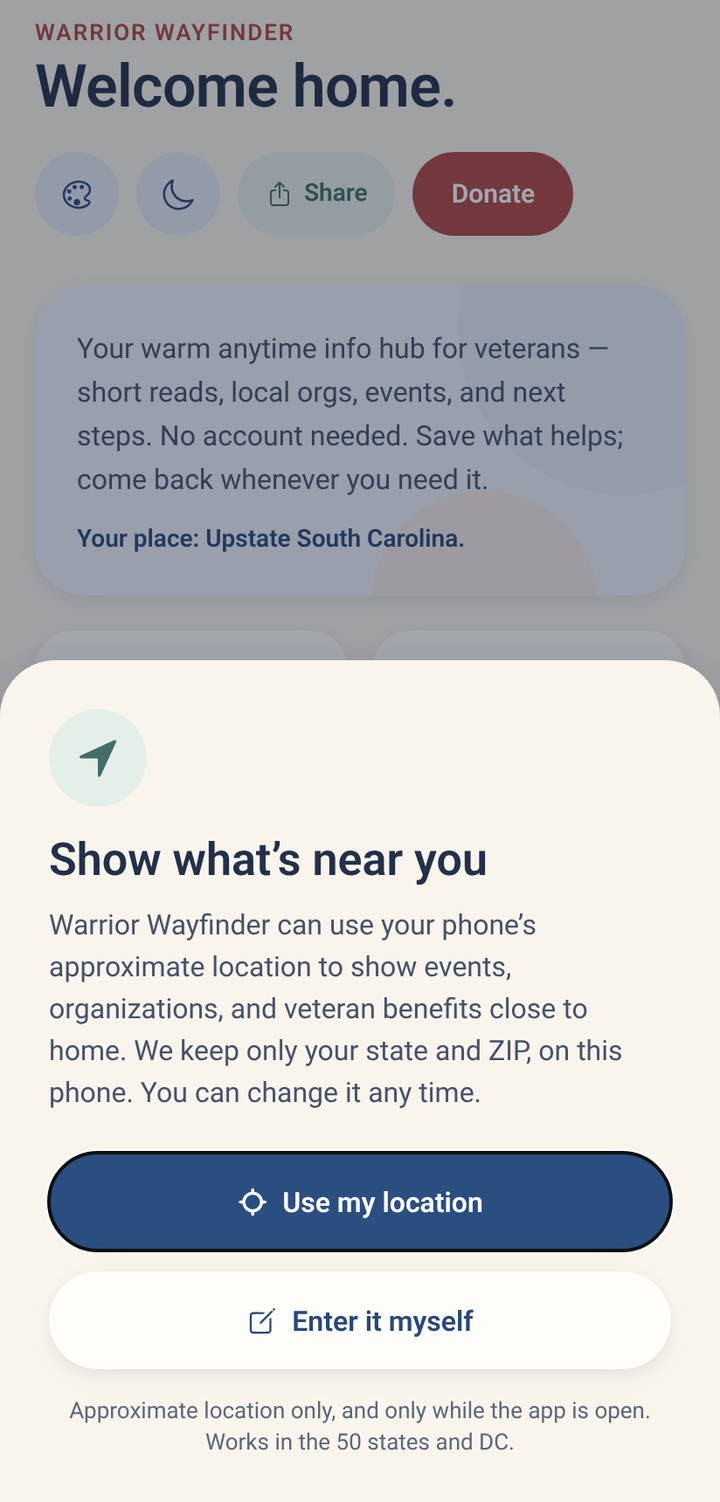 WARRIOR WAYFINDER
Welcome home.
Share
Donate
Your warm anytime info hub for veterans —
short reads, local orgs, events, and next
steps. No account needed. Save what helps;
come back whenever you need it.
Your place: Upstate South Carolina.
Show what’s near you
Warrior Wayfinder can use your phone’s
approximate location to show events,
organizations, and veteran benefits close to
home. We keep only your state and ZIP, on this
phone. You can change it any time.
Use my location
Enter it myself
Approximate location only, and only while the app is open.
Works in the 50 states and DC.